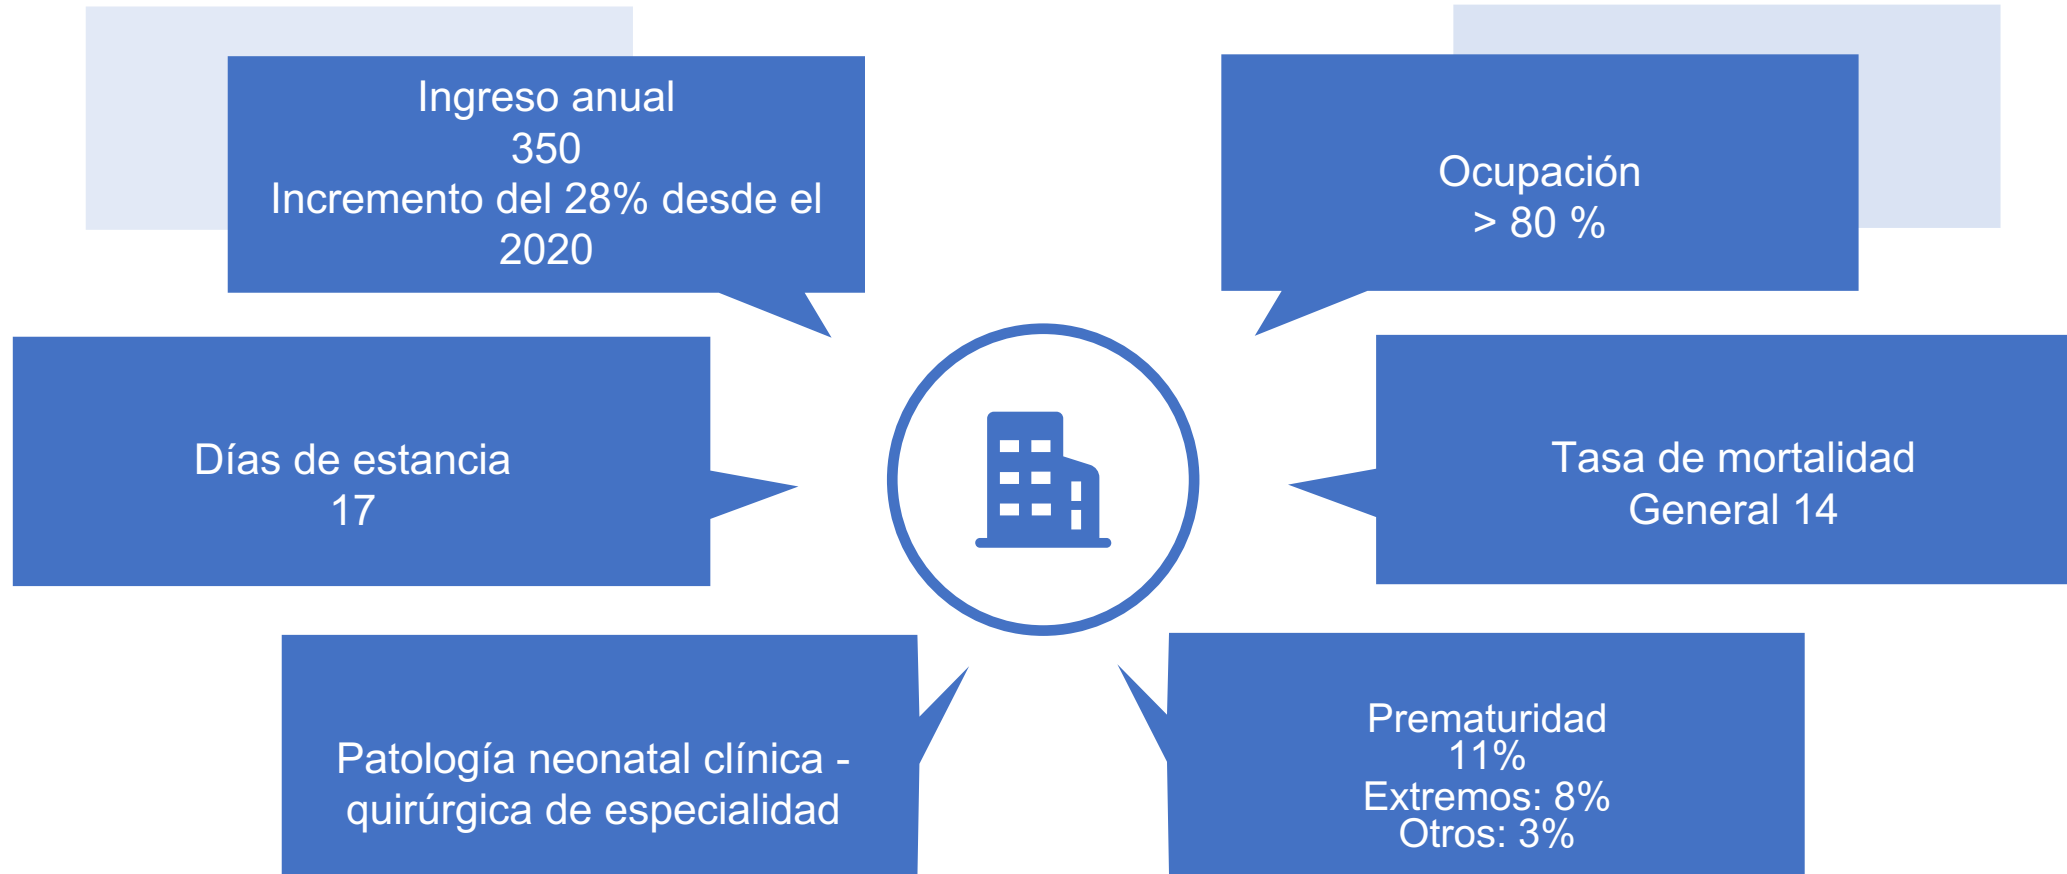 Ingreso anual
350
Incremento del 28% desde el
2020
Ocupación
> 80 %
Días de estancia
17
Tasa de mortalidad
General 14
Patología neonatal clínica -
quirúrgica de especialidad
Prematuridad
11%
Extremos: 8%
Otros: 3%